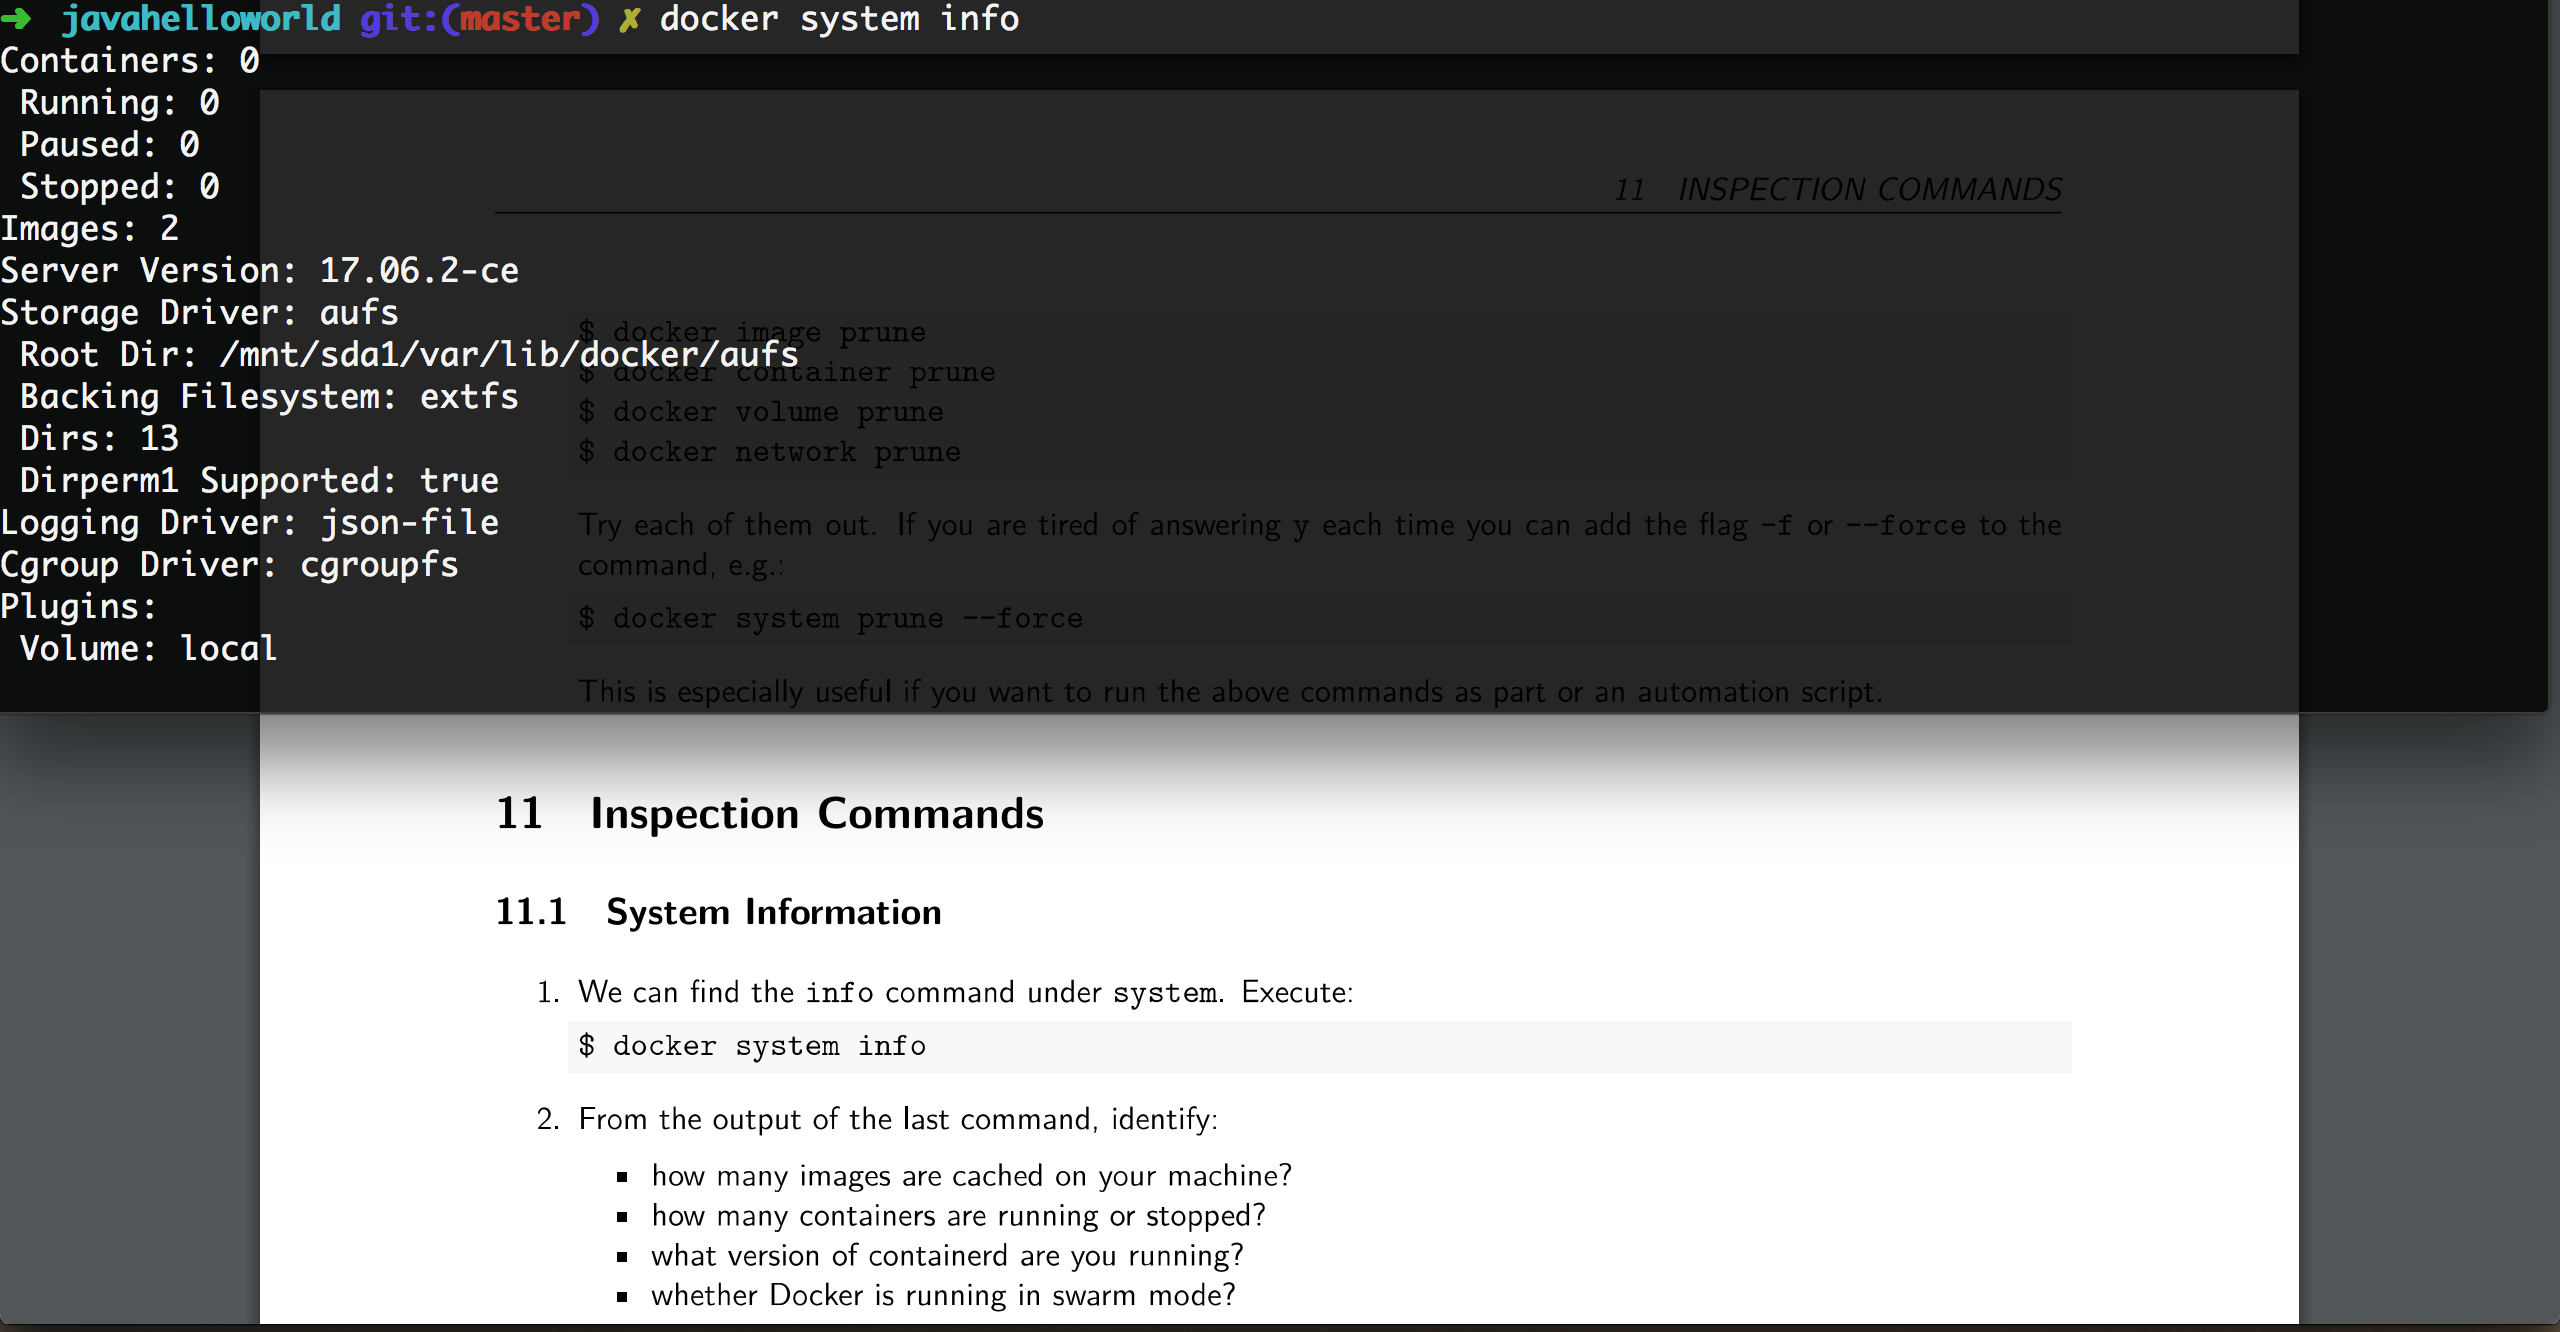 ➜ javahelloworld git:(master) ✗ docker system info
Containers: 0
Running: 0
Paused: 0
Stopped: 0
Images: 2
Server Version: 17.06.2-ce
Storage Driver: aufs
Root Dir: /mnt/sda1/var/lib/docker/aufs
Backing Filesystem: extfs
Dirs: 13
Dirperm1 Supported: true
Logging Driver: json-file
Cgroup Driver: cgroupfs
Plugins:
Volume: local
11 INSPECTION COMMANDS
$ docker image prune
$ docker container prune
$ docker volume prune
$ docker network prune
Try each of them out. If you are tired of answering y each time you can add the flag -f or --force to the
command, e.g.:
$ docker system prune --force
This is especially useful if you want to run the above commands as part or an automation script.
11 Inspection Commands
11.1 System Information
1. We can find the info command under system. Execute:
$ docker system info
2. From the output of the last command, identify:
▪ how many images are cached on your machine?
▪ how many containers are running or stopped?
▪ what version of containerd are you running?
▪ whether Docker is running in swarm mode?